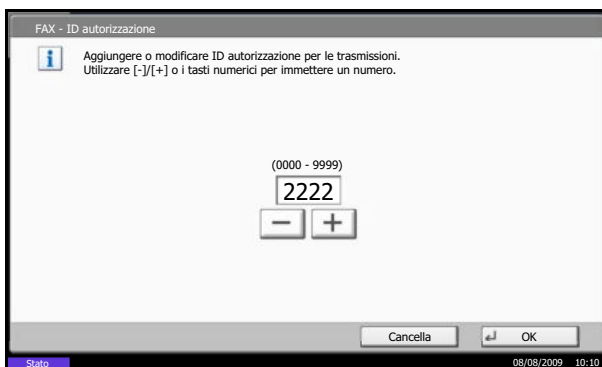 FAX - ID autorizzazione
Aggiungere o modificare ID autorizzazione per le trasmissioni.
Utilizzare [-]/[+] o i tasti numerici per immettere un numero.
(0000 - 9999)
2222
− +
Cancella OK
Stato 08/08/2009 10:10